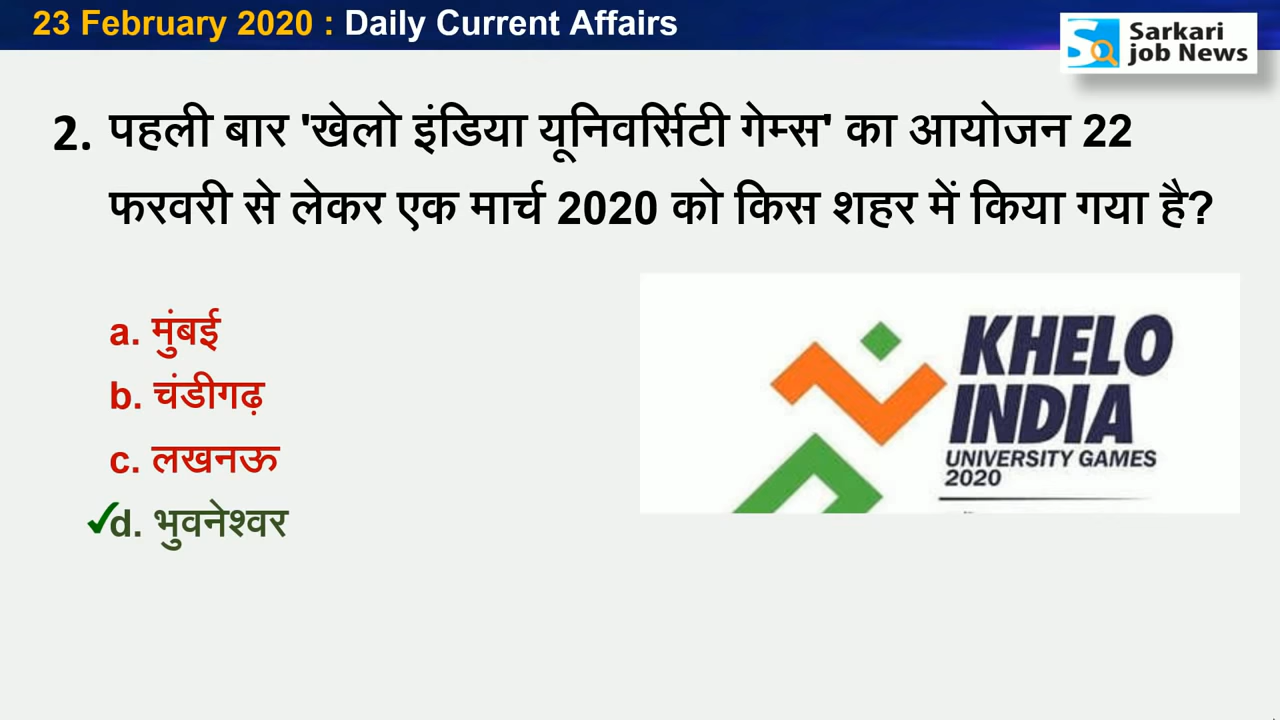 23 February 2020 : Daily Current Affairs
Sarkari
job News
2. पहली बार 'खेलो इंडिया यूनिवर्सिटी गेम्स' का आयोजन 22
फरवरी से लेकर एक मार्च 2020 को किस शहर में किया गया है?
a. मुंबई
b. चंडीगढ़
c. लखनऊ
✓d. भुवनेश्वर
KHELO
INDIA
UNIVERSITY GAMES
2020